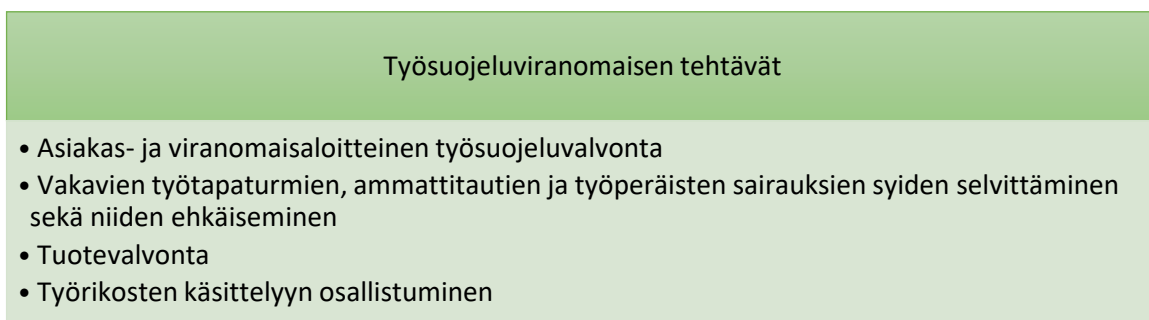 Työsuojeluviranomaisen tehtävät
• Asiakas- ja viranomaisaloitteinen työsuojeluvalvonta
• Vakavien työtapaturmien, ammattitautien ja työperäisten sairauksien syiden selvittäminen
sekä niiden ehkäiseminen
• Tuotevalvonta
• Työrikosten käsittelyyn osallistuminen